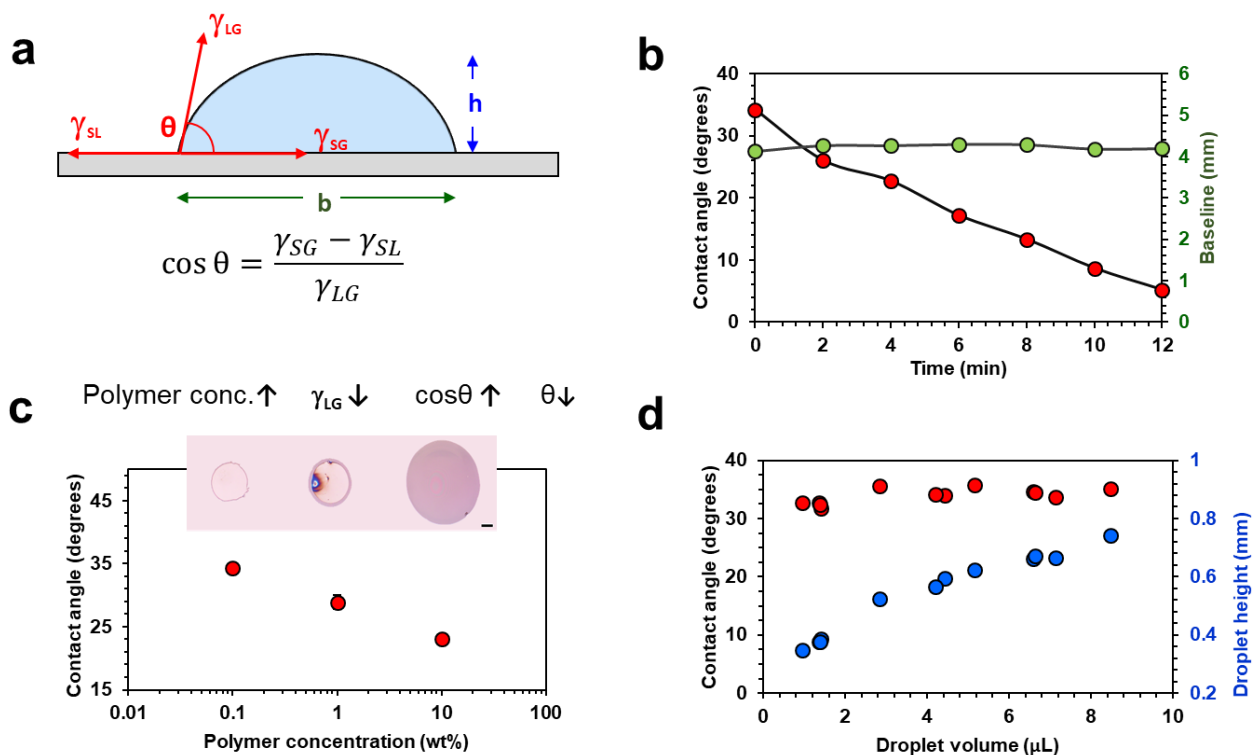 a
γLG
θ
γSL
γSG
h
b
cos θ = (γSG − γSL) / γLG
b
40
30
20
10
0
Contact angle (degrees)
6
5
4
3
2
1
0
Baseline (mm)
0 2 4 6 8 10 12
Time (min)
c
Polymer conc.↑ γLG ↓ cosθ ↑ θ↓
45
35
25
15
Contact angle (degrees)
0.01 0.1 1 10 100
Polymer concentration (wt%)
d
40
30
20
10
0
Contact angle (degrees)
1
0.8
0.6
0.4
0.2
Droplet height (mm)
0 2 4 6 8 10
Droplet volume (µL)